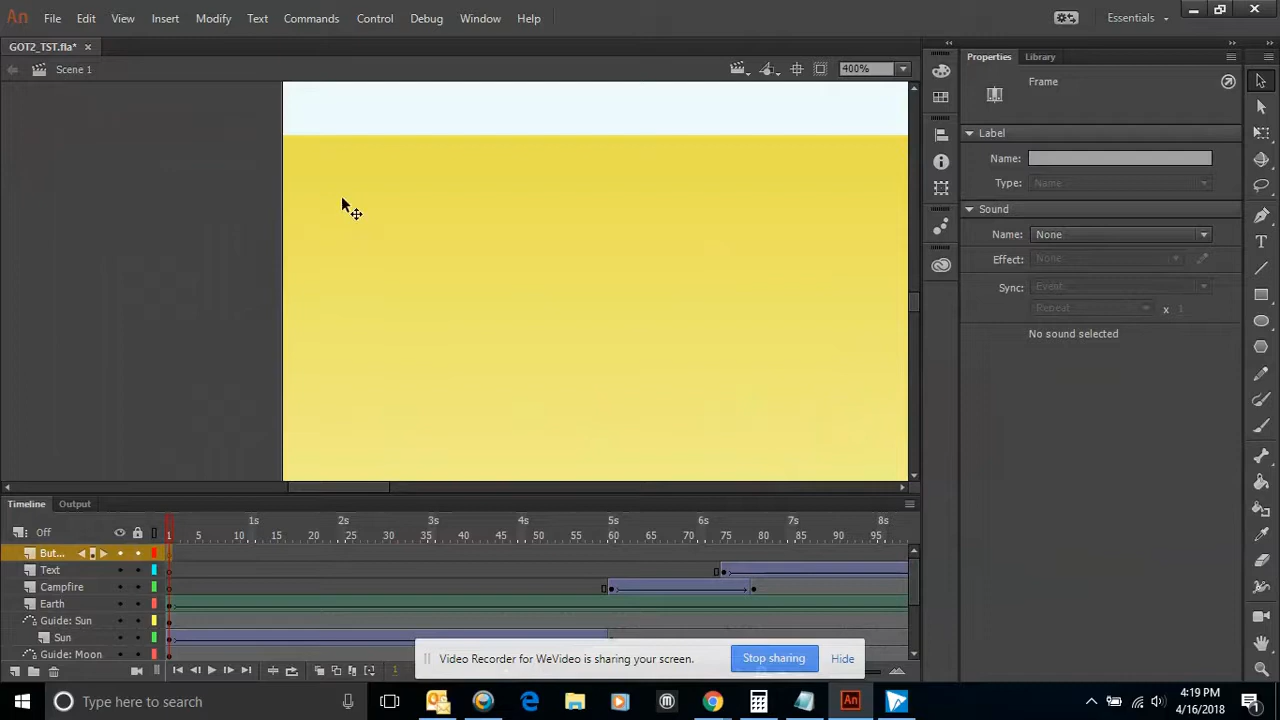 An File Edit View Insert Modify Text Commands Control Debug Window Help Essentials
GOT2_TST.fla* ×
Scene 1 400%
Properties Library
Frame
Label
Name:
Type: Name
Sound
Name: None
Effect: None
Sync: Event
Repeat x 1
No sound selected
Timeline Output
Off 1s 2s 3s 4s 5s 6s 7s 8s
1 5 10 15 20 25 30 35 40 45 50 55 60 65 70 75 80 85 90 95
But...
Text
Campfire
Earth
Guide: Sun
Sun
Guide: Moon
1
Video Recorder for WeVideo is sharing your screen. Stop sharing Hide
Type here to search
4:19 PM
4/16/2018
An